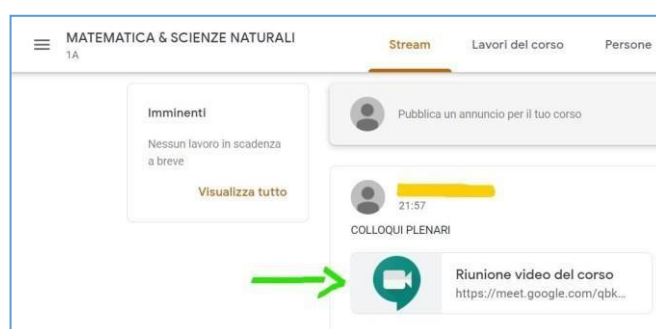 MATEMATICA & SCIENZE NATURALI
1A
Stream Lavori del corso Persone
Imminenti
Nessun lavoro in scadenza
a breve
Visualizza tutto
Pubblica un annuncio per il tuo corso
21:57
COLLOQUI PLENARI
Riunione video del corso
https://meet.google.com/qbk...